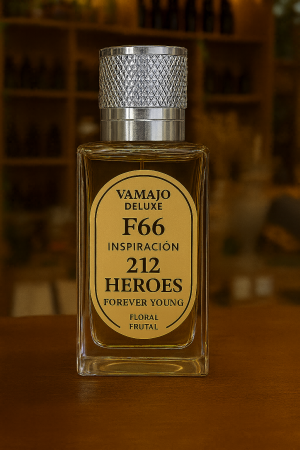 VAMAJO
DELUXE
F66
INSPIRACIÓN
212
HEROES
FOREVER YOUNG
FLORAL
FRUTAL